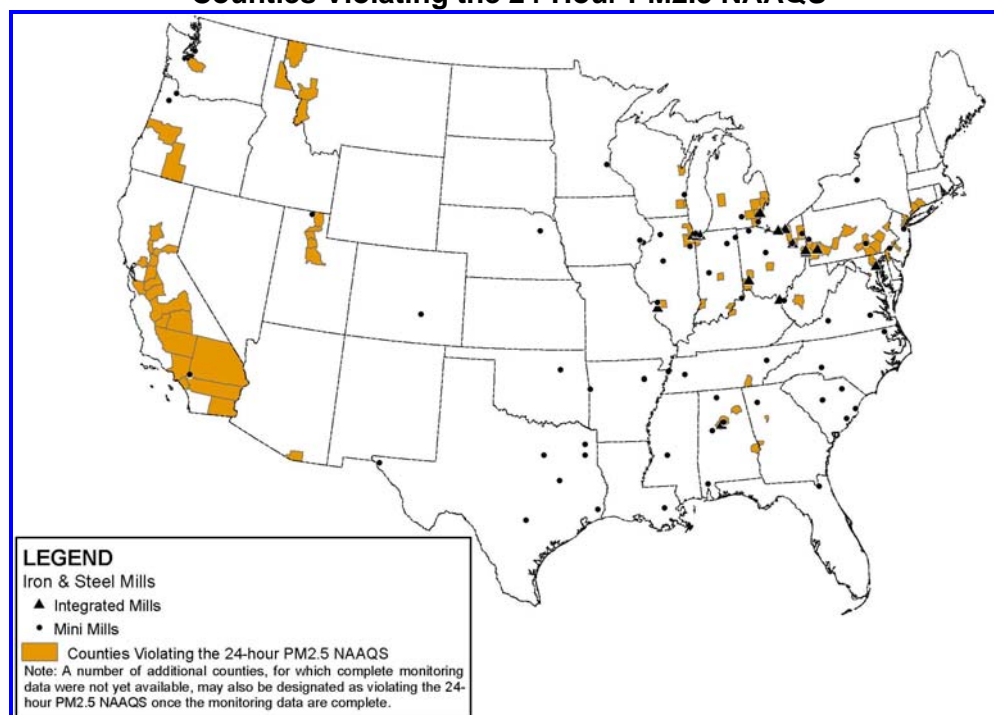 Counties Violating the 24-Hour PM2.5 NAAQS
LEGEND
Iron & Steel Mills
Integrated Mills
Mini Mills
Counties Violating the 24-hour PM2.5 NAAQS
Note: A number of additional counties, for which complete monitoring
data were not yet available, may also be designated as violating the 24-
hour PM2.5 NAAQS once the monitoring data are complete.